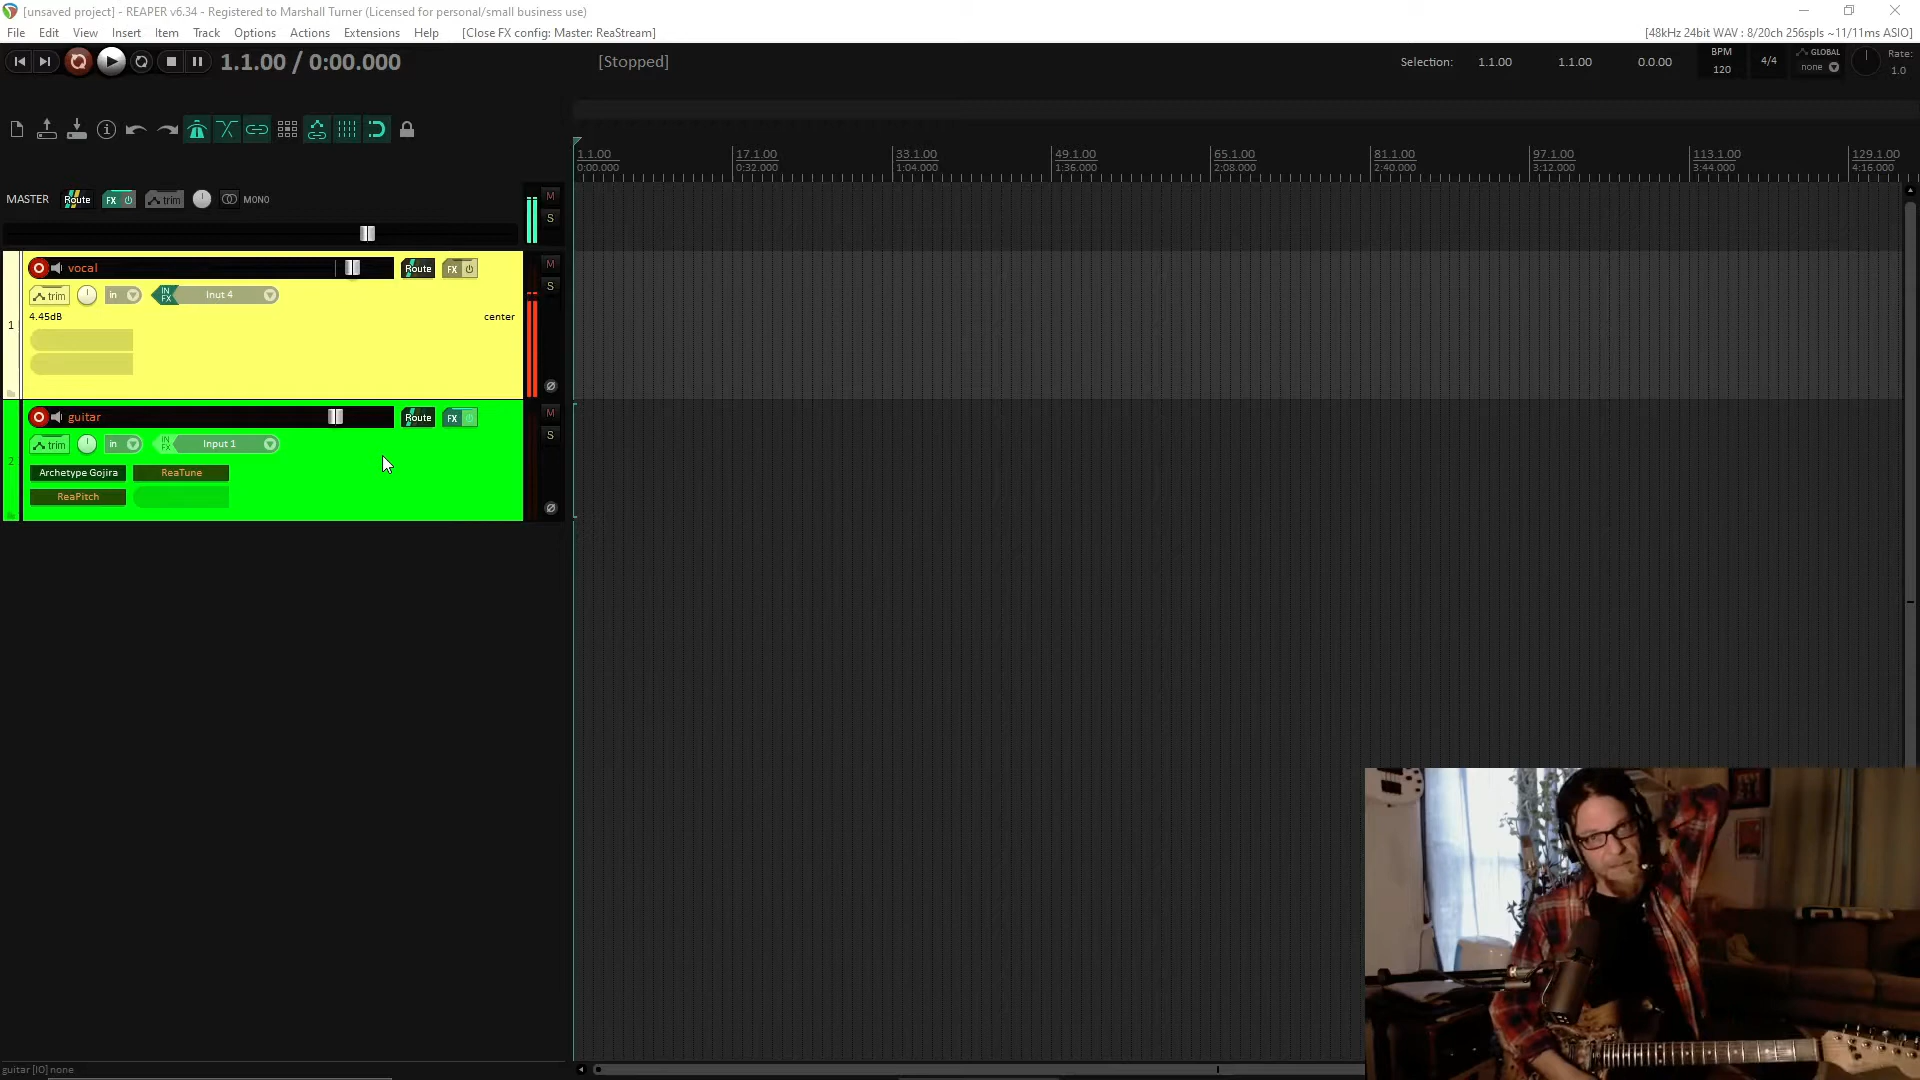 [unsaved project] - REAPER v6.34 - Registered to Marshall Turner (Licensed for personal/small business use)
File Edit View Insert Item Track Options Actions Extensions Help [Close FX config: Master: ReaStream] [48kHz 24bit WAV : 8/20ch 256spls ~11/11ms ASIO]
1.1.00 / 0:00.000 [Stopped] Selection: 1.1.00 1.1.00 0.0.00 BPM 120 4/4 GLOBAL none Rate: 1.0
1.1.00 17.1.00 33.1.00 49.1.00 65.1.00 81.1.00 97.1.00 113.1.00 129.1.00
0:00.000 0:32.000 1:04.000 1:36.000 2:08.000 2:40.000 3:12.000 3:44.000 4:16.000
MASTER Route FX trim MONO M
S
vocal Route FX M
S
trim in IN FX Inut 4
4.45dB center
1
guitar Route FX M
S
trim in IN FX Input 1
2
Archetype Gojira ReaTune
ReaPitch
guitar [IO] none